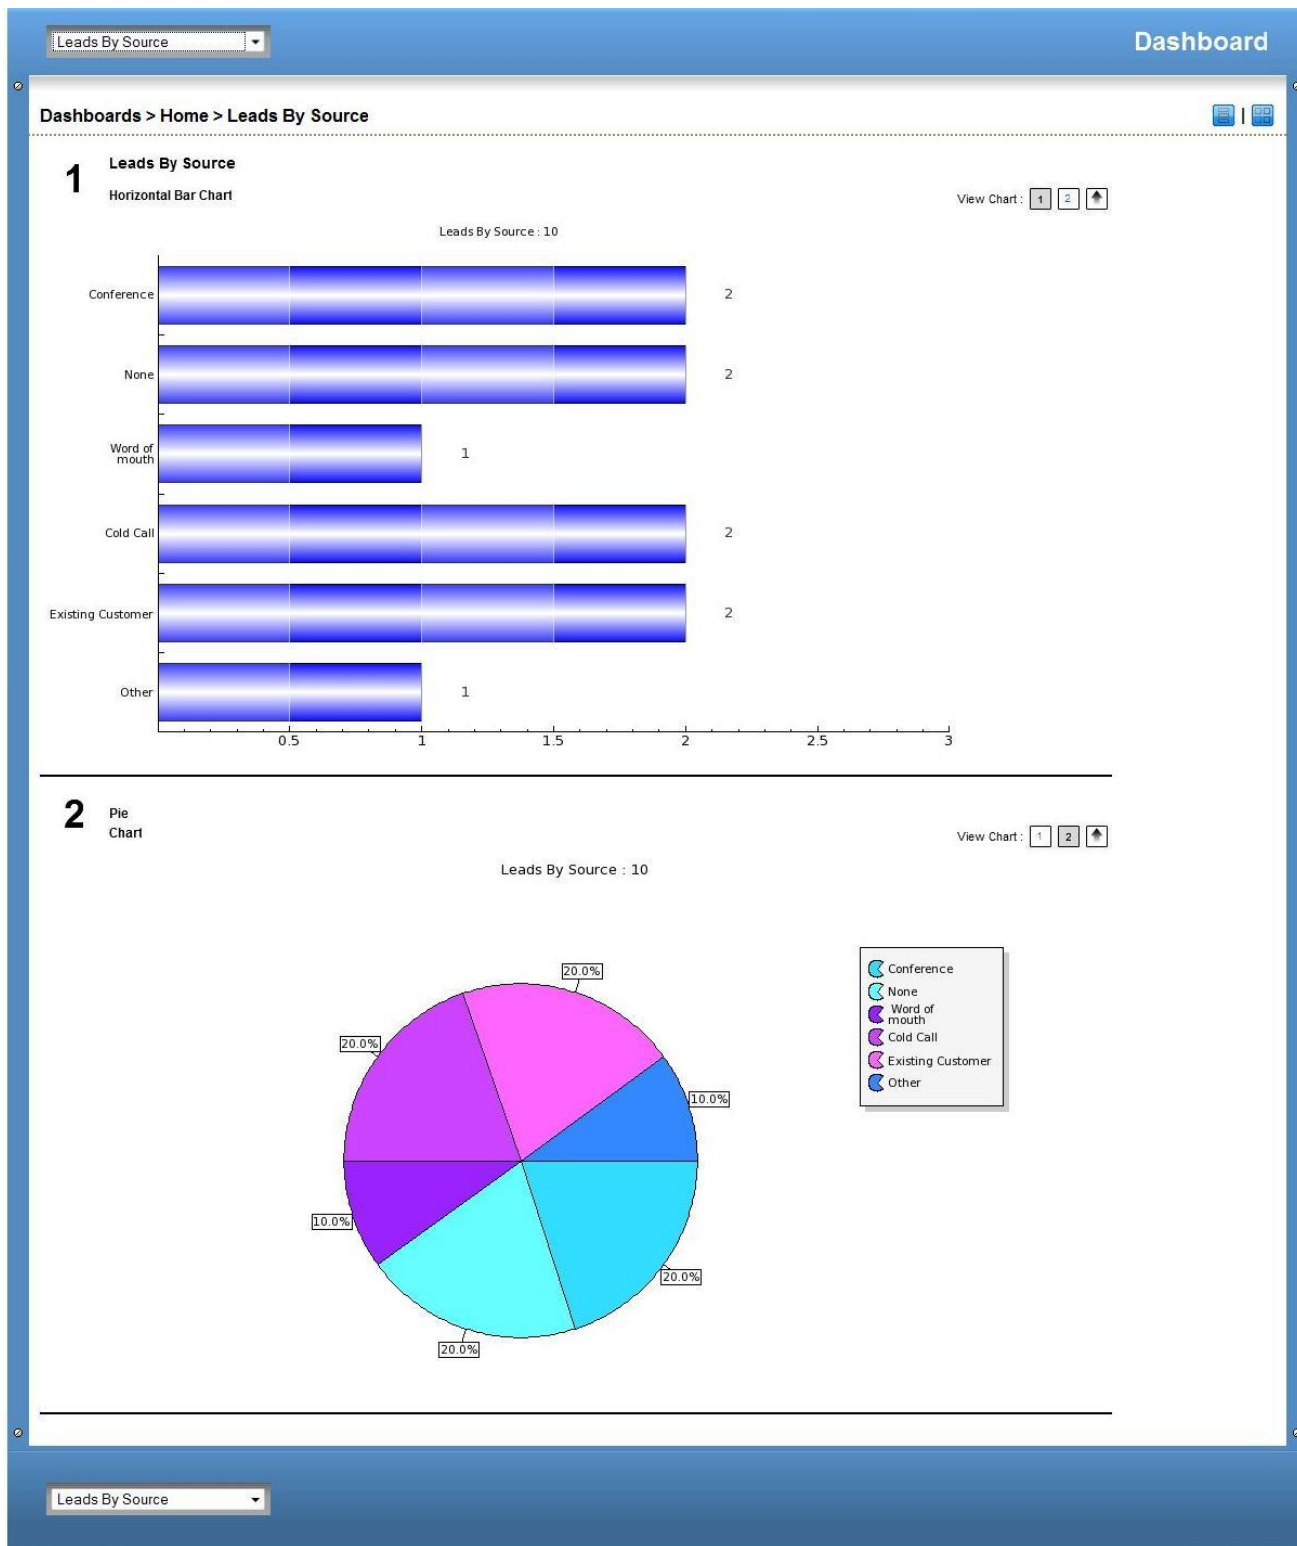 Leads By Source
Dashboard
Dashboards > Home > Leads By Source
|
1
Leads By Source
Horizontal Bar Chart
View Chart : 1 2
Leads By Source : 10
Conference
2
None
2
Word of
mouth
1
Cold Call
2
Existing Customer
2
Other
1
0.5 1 1.5 2 2.5 3
2
Pie
Chart
View Chart : 1 2
Leads By Source : 10
20.0%
20.0%
10.0%
10.0%
20.0%
20.0%
Conference
None
Word of
mouth
Cold Call
Existing Customer
Other
Leads By Source